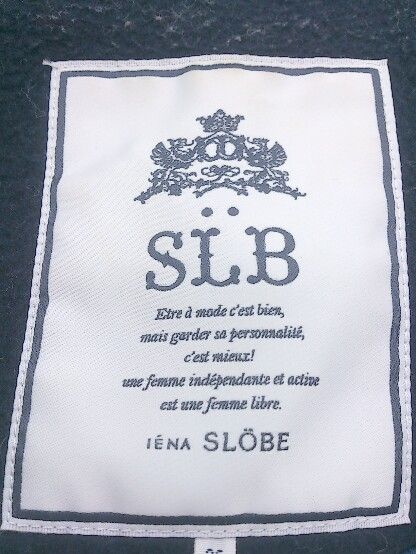 SL̈B
Etre à mode c'est bien,
mais garder sa personnalité,
c'est mieux!
une femme indépendante et active
est une femme libre.
IÉNA SLÖBE